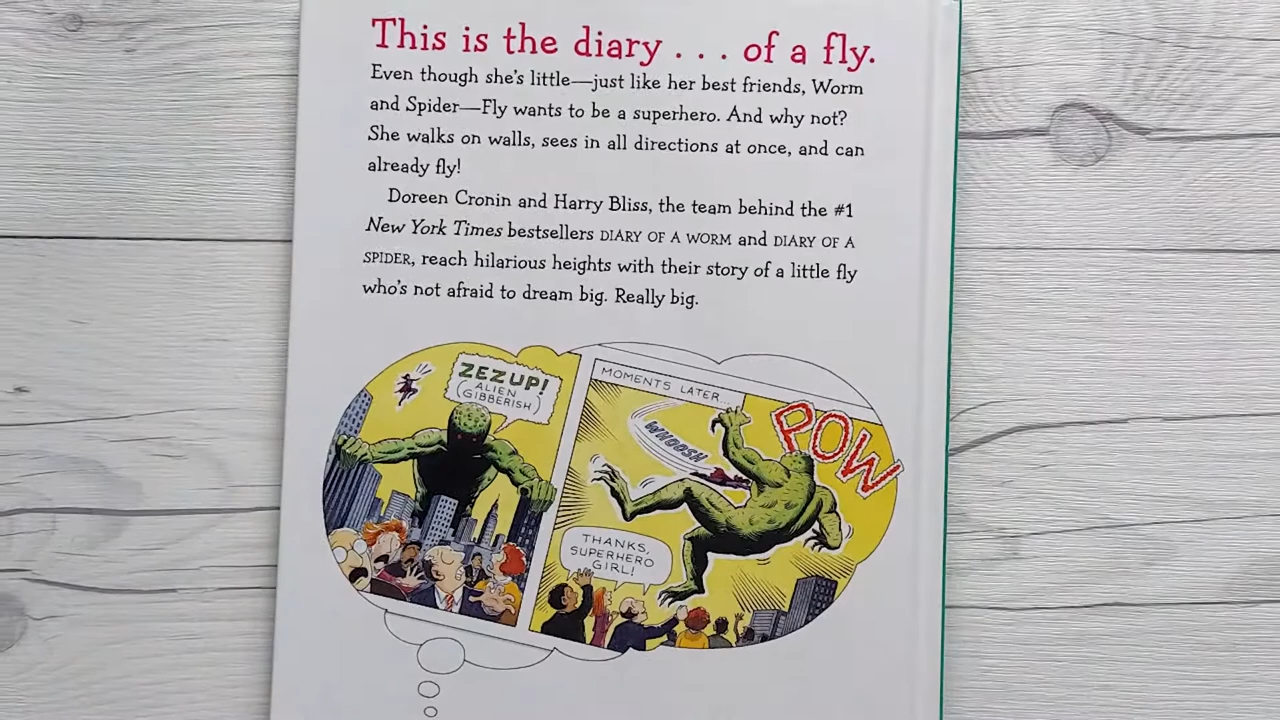 This is the diary . . . of a fly.
Even though she's little—just like her best friends, Worm
and Spider—Fly wants to be a superhero. And why not?
She walks on walls, sees in all directions at once, and can
already fly!
Doreen Cronin and Harry Bliss, the team behind the #1
New York Times bestsellers DIARY OF A WORM and DIARY OF A
SPIDER, reach hilarious heights with their story of a little fly
who's not afraid to dream big. Really big.
ZEZUP!
(ALIEN
GIBBERISH)
MOMENTS LATER...
WHOOSH
POW
THANKS,
SUPERHERO
GIRL!